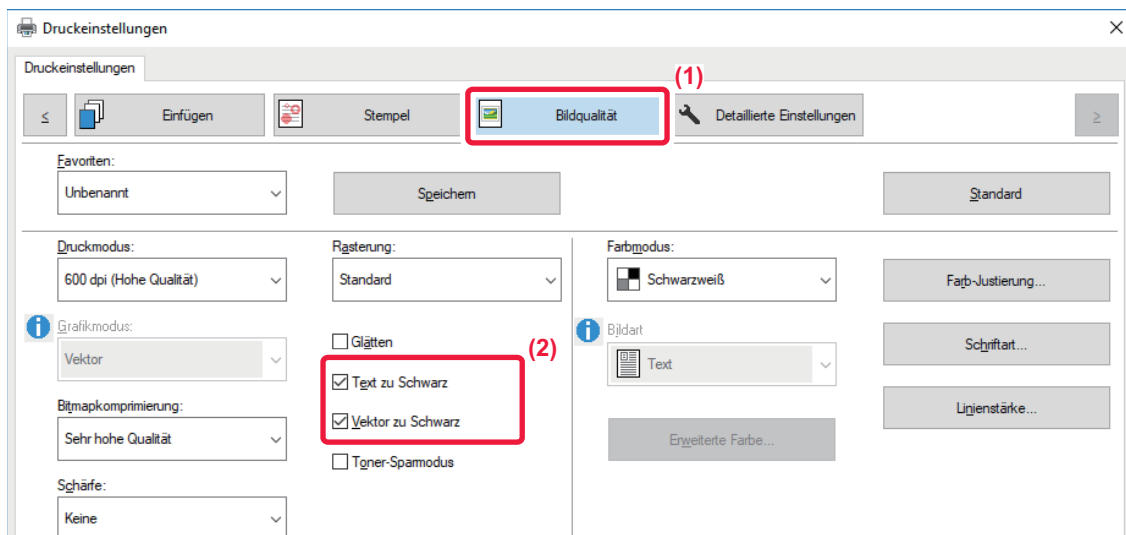 Druckeinstellungen
Druckeinstellungen
(1)
< Einfügen Stempel Bildqualität Detaillierte Einstellungen >
Favoriten:
Unbenannt Speichern Standard
Druckmodus: Rasterung: Farbmodus:
600 dpi (Hohe Qualität) Standard Schwarzweiß Farb-Justierung...
Grafikmodus: Glätten (2) Bildart
Vektor Text zu Schwarz Text Schriftart...
Bitmapkomprimierung: Vektor zu Schwarz Linienstärke...
Sehr hohe Qualität Toner-Sparmodus Erweiterte Farbe...
Schärfe:
Keine